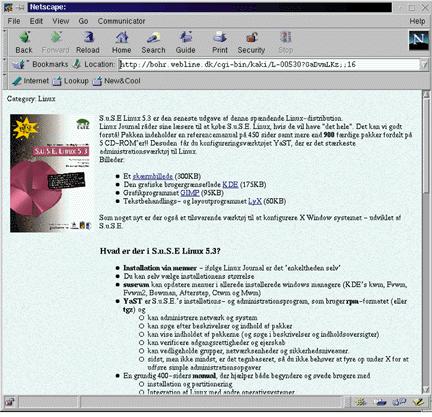 Netscape:
File Edit View Go Communicator Help
Back Forward Reload Home Search Guide Print Security Stop
Bookmarks Location: http://bohr.webline.dk/cgi-bin/kaki/L-00530?OaDvmLKz;;16
Internet Lookup New&Cool
Category: Linux
S.u.S.E Linux 5.3 er den seneste udgave af denne spændende Linux-distribution.
Linux Journal råder sine læsere til at købe S.u.S.E. Linux, hvis de vil have "det hele". Det kan vi godt
forstå! Pakken indeholder en referencemanual på 450 sider samt mere end 900 færdige pakker fordelt på
5 CD-ROM'er!! Desuden får du konfigureringsværktøjet YaST, der er det stærkeste
administrationsværktøj til Linux.
Billeder:
Et skærmbillede (300KB)
Den grafiske brugergrænseflade KDE (175KB)
Grafikprogrammet GIMP (95KB)
Tekstbehandlings- og layoutprogrammet LyX (60KB)
Som noget nyt er der også et tilsvarende værktøj til at konfigurere X Window systemet - udviklet af
S.u.S.E.
Hvad er der i S.u.S.E Linux 5.3?
Installation via menuer - ifølge Linux Journal er det 'enkeltheden selv'
Du kan selv vælge installationens størrelse
susewm kan opdatere menuer i allerede installerede windows managers (KDE's kwm, Fvwm,
Fvwm2, Bowman, Afterstep, Ctwm og Mwm)
YaST er S.u.S.E.'s installations- og administrationsprogram, som bruger rpm-formatet (eller
tgz) og
kan administrere netværk og system
kan søge efter beskrivelser og indhold af pakker
kan vise indholdet af pakkerne (og søge i beskrivelser og indholdsoversigter)
kan verificere adgangsrettigheder og ejerskab
kan vedligeholde grupper, netværksenheder og sikkerhedsniveauer.
sidst, men ikke mindst, er det tegnbaseret, så du ikke behøver at fyre op under X for at
udføre simple administrationsopgaver
En grundig 400-siders manual, der hjælper både begyndere og øvede brugere med
installation og partitionering
Integration af Linux med andre operativsystemer